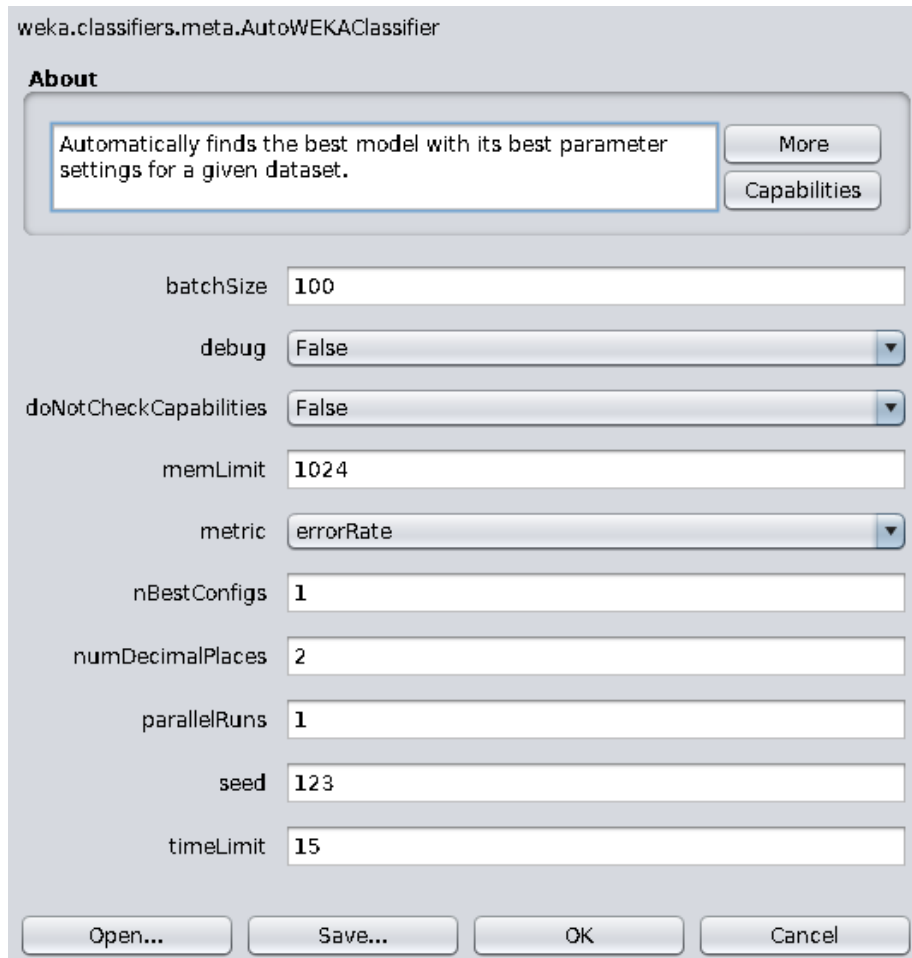 weka.classifiers.meta.AutoWEKAClassifier
About
Automatically finds the best model with its best parameter
settings for a given dataset.
More
Capabilities
batchSize 100
debug False
doNotCheckCapabilities False
memLimit 1024
metric errorRate
nBestConfigs 1
numDecimalPlaces 2
parallelRuns 1
seed 123
timeLimit 15
Open... Save... OK Cancel